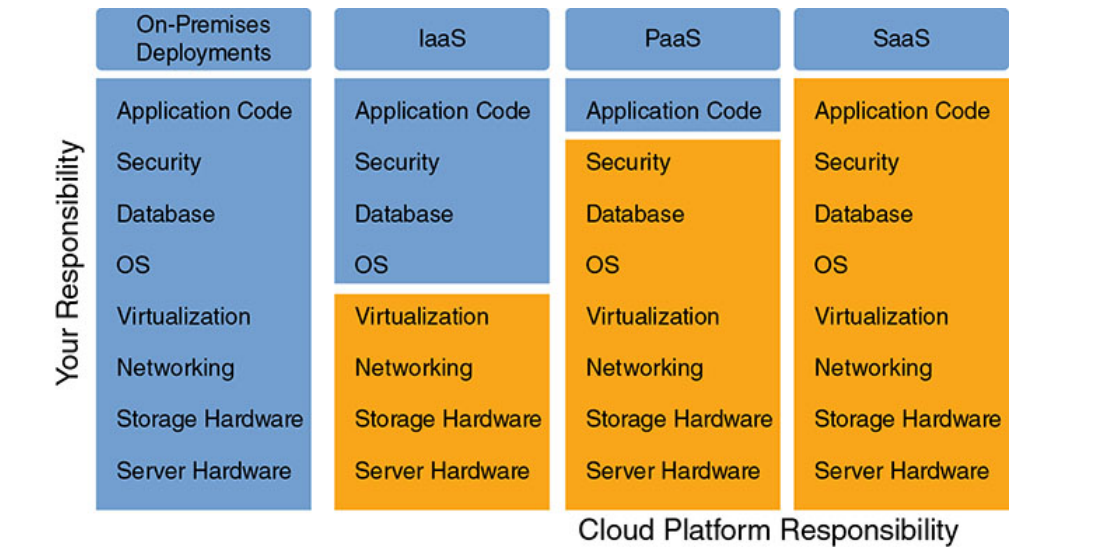 On-Premises
Deployments
IaaS
PaaS
SaaS
Application Code
Security
Database
OS
Virtualization
Networking
Storage Hardware
Server Hardware
Application Code
Security
Database
OS
Virtualization
Networking
Storage Hardware
Server Hardware
Application Code
Security
Database
OS
Virtualization
Networking
Storage Hardware
Server Hardware
Application Code
Security
Database
OS
Virtualization
Networking
Storage Hardware
Server Hardware
Your Responsibility
Cloud Platform Responsibility